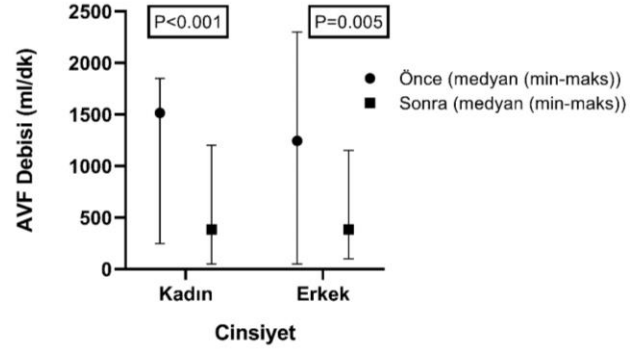 P<0.001
P=0.005
2500
2000
1500
1000
500
0
AVF Debisi (ml/dk)
Önce (medyan (min-maks))
Sonra (medyan (min-maks))
Kadın
Erkek
Cinsiyet